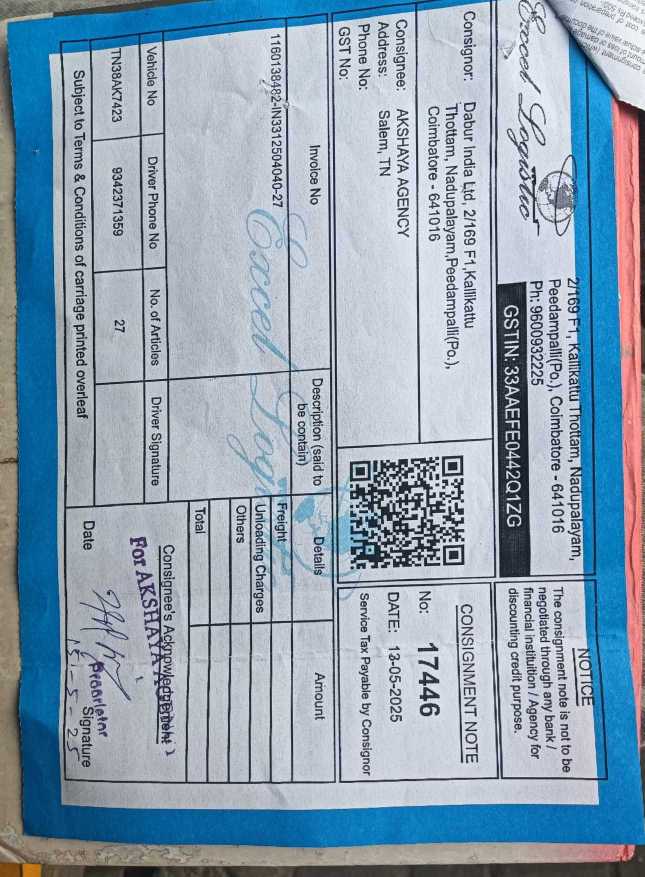 Excel Logistic
2/169 F1, Kallikattu Thottam, Nadupalayam,
Peedampalli(Po.), Coimbatore - 641016
Ph: 9600932225
GSTIN: 33AAEFE0442Q1ZG
NOTICE
The consignment note is not to be
negotiated through any bank /
financial instituition / Agency for
discounting credit purpose.
Consignor: Dabur India Ltd, 2/169 F1,Kallikattu
Thottam, Nadupalayam,Peedampalli(Po.),
Coimbatore - 641016
CONSIGNMENT NOTE
No: 17446
DATE: 13-05-2025
Service Tax Payable by Consignor
Consignee: AKSHAYA AGENCY
Address: Salem, TN
Phone No:
GST No:
Invoice No
Description (said to
be contain)
Details
Amount
1160138482-IN3312504040-27
Freight
Unloading Charges
Others
Total
Excel Logistic
Vehicle No
Driver Phone No
No. of Articles
Driver Signature
TN38AK7423
9342371359
27
Consignee's Acknowledgement
For AKSHAYA
Proprietor
15-5-25
Date
Signature
Subject to Terms & Conditions of carriage printed overleaf